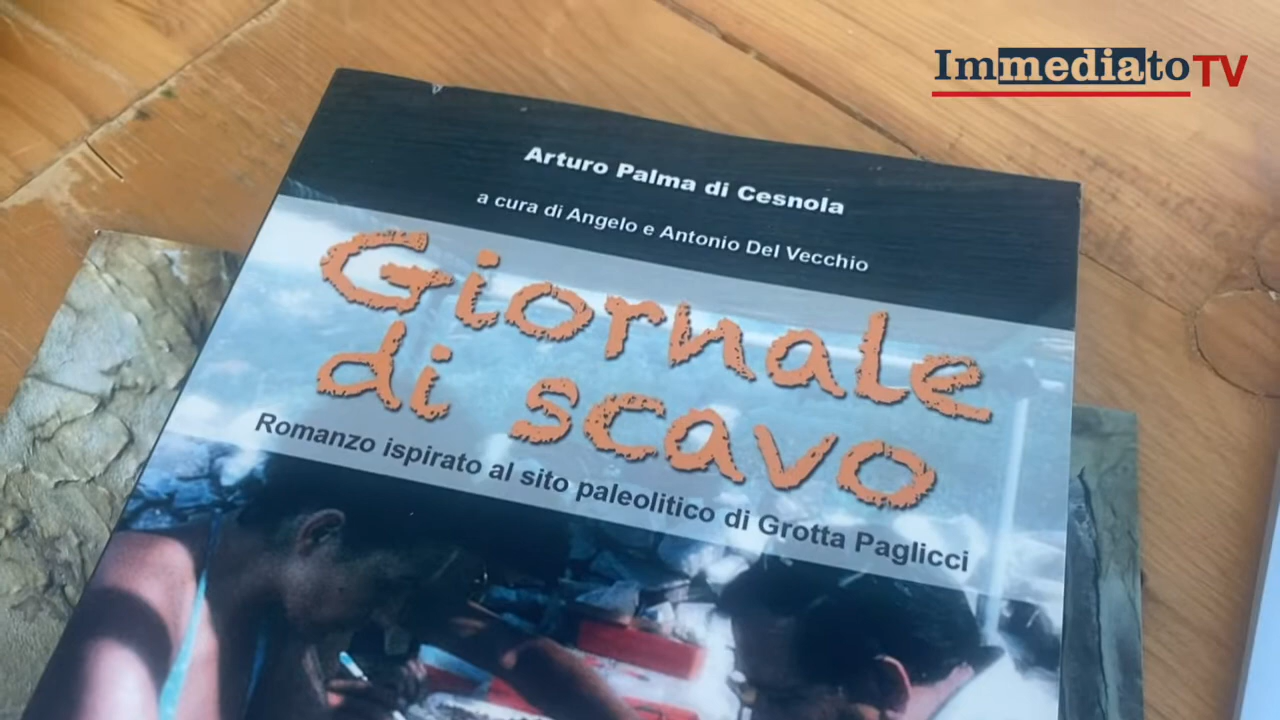 ImmediatoTV
Arturo Palma di Cesnola
a cura di Angelo e Antonio Del Vecchio
Giornale
di scavo
Romanzo ispirato al sito paleolitico di Grotta Paglicci